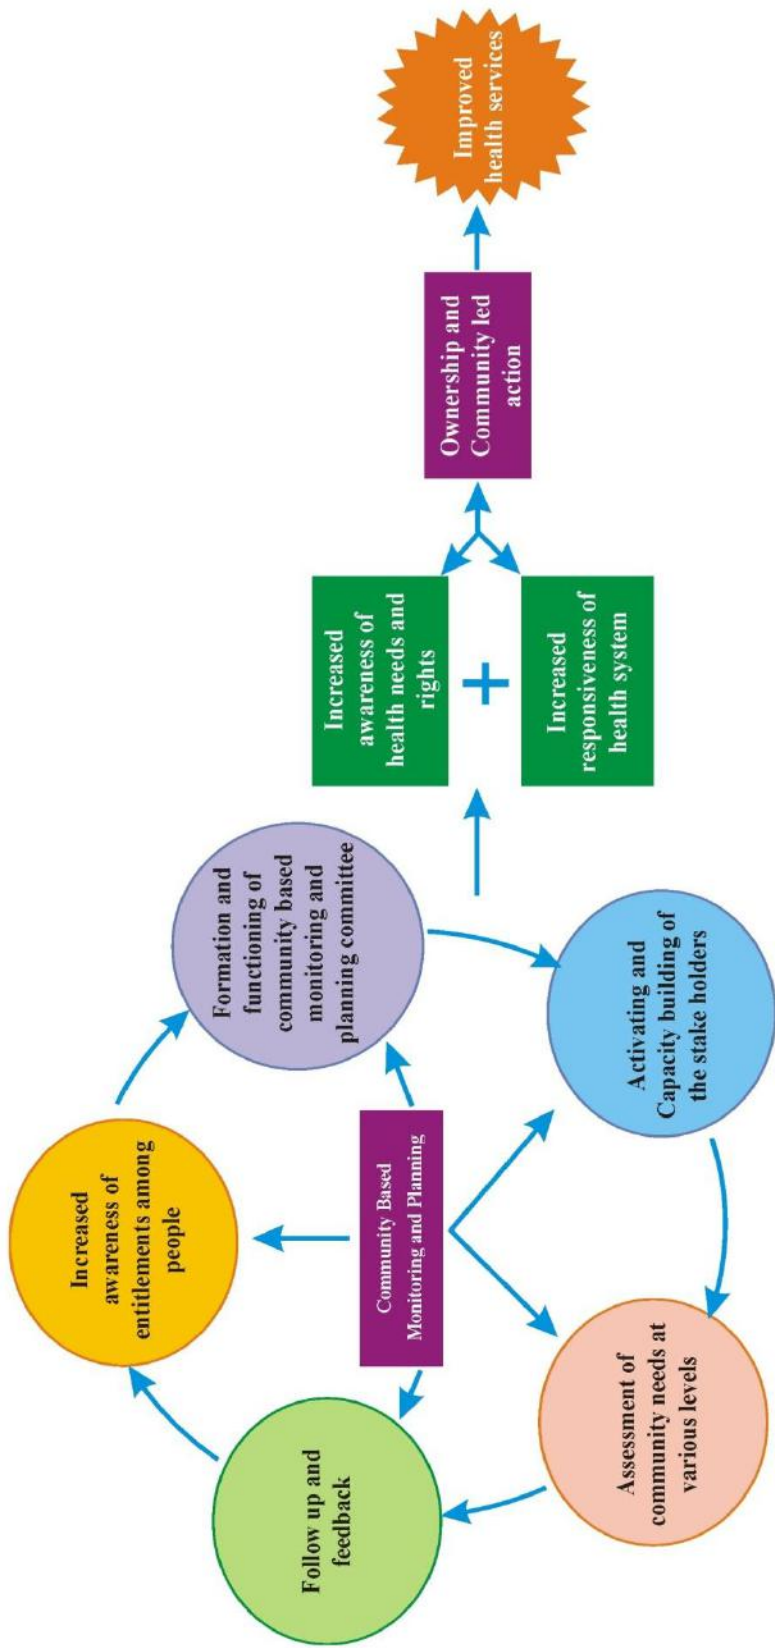 Increased
awareness of
entitlements among
people
Formation and
functioning of
community based
monitoring and
planning committee
Activating and
Capacity building of
the stake holders
Assessment of
community needs at
various levels
Follow up and
feedback
Community Based
Monitoring and Planning
Increased
awareness of
health needs and
rights
+
Increased
responsiveness of
health system
Ownership and
Community led
action
Improved
health services